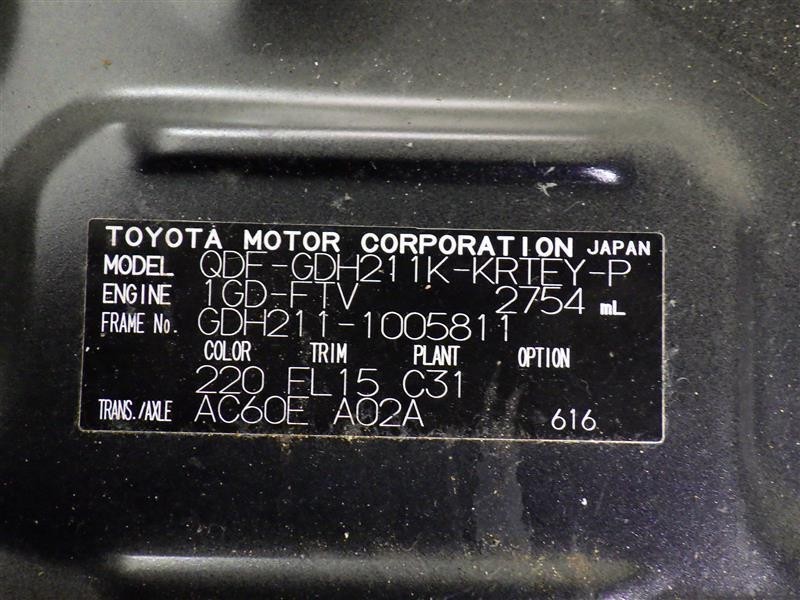 TOYOTA MOTOR CORPORATION JAPAN
MODEL QDF-GDH211K-KRTEY-P
ENGINE 1GD-FTV 2754 mL
FRAME No. GDH211-1005811
COLOR TRIM PLANT OPTION
220 FL15 C31
TRANS./AXLE AC60E A02A 616